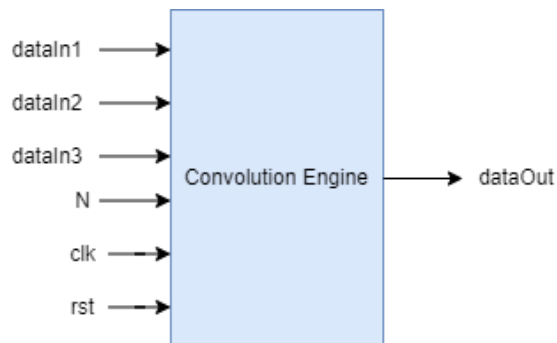 dataIn1
dataIn2
dataIn3
N
clk
rst
Convolution Engine
dataOut